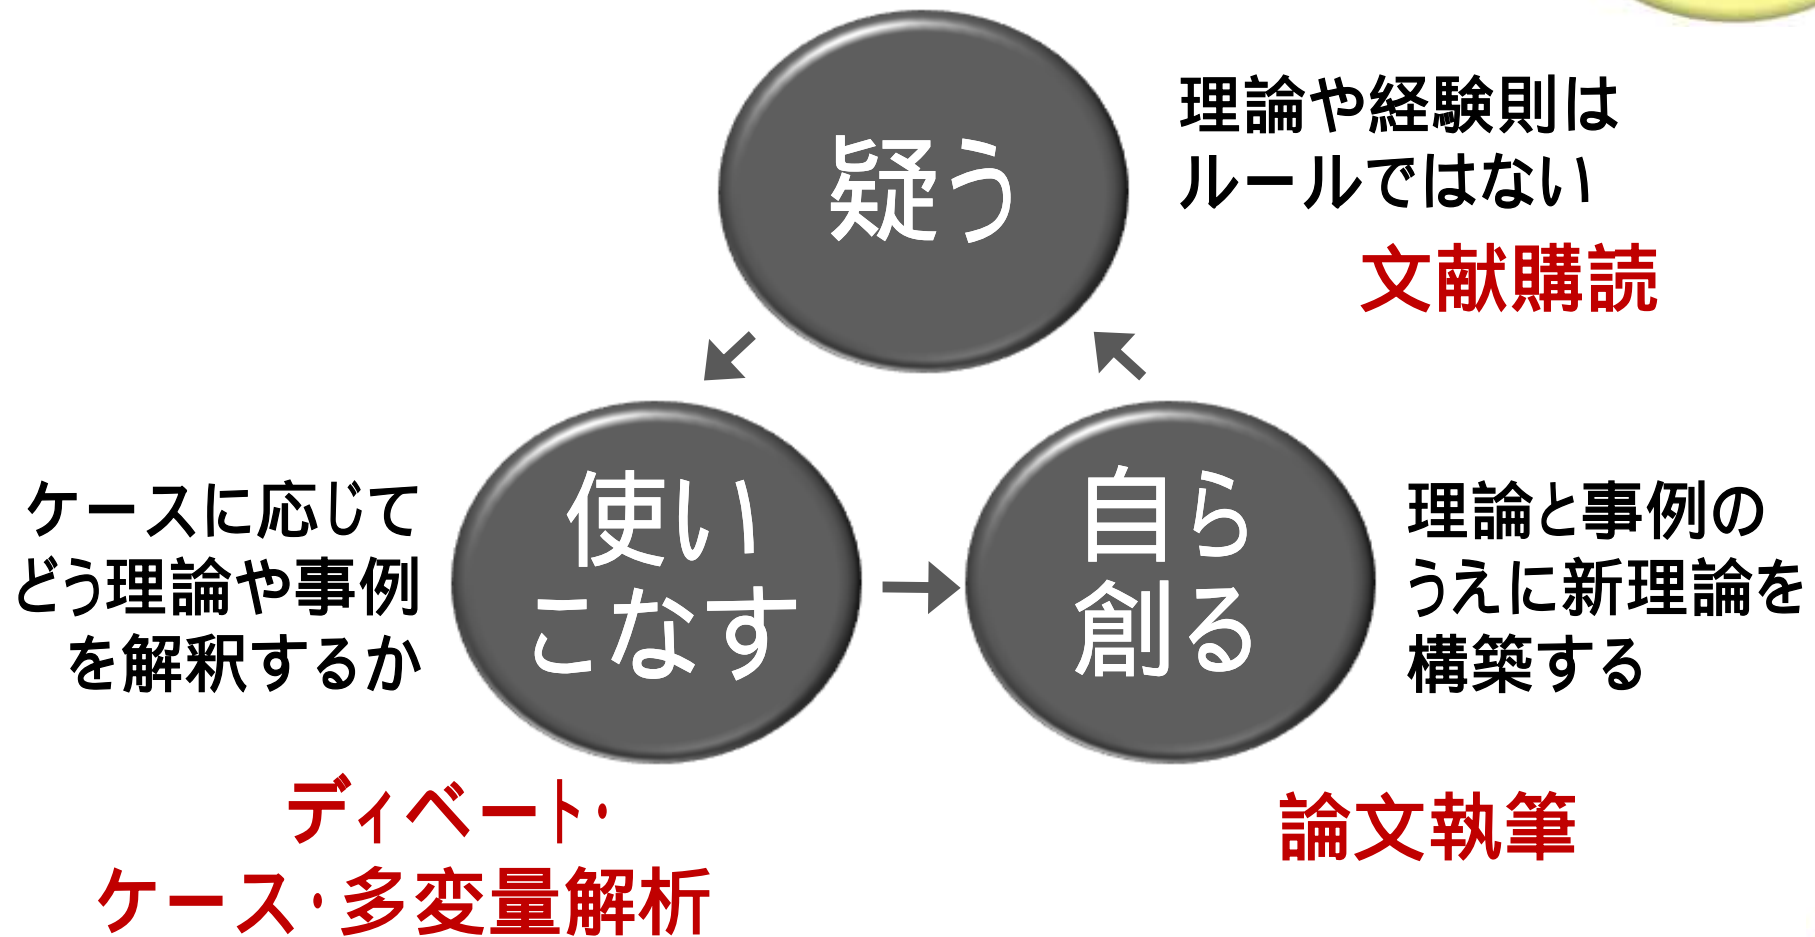 疑う
理論や経験則は
ルールではない
文献購読
ケースに応じて
どう理論や事例
を解釈するか
使い
こなす
ディベート・
ケース・多変量解析
自ら
創る
理論と事例の
うえに新理論を
構築する
論文執筆